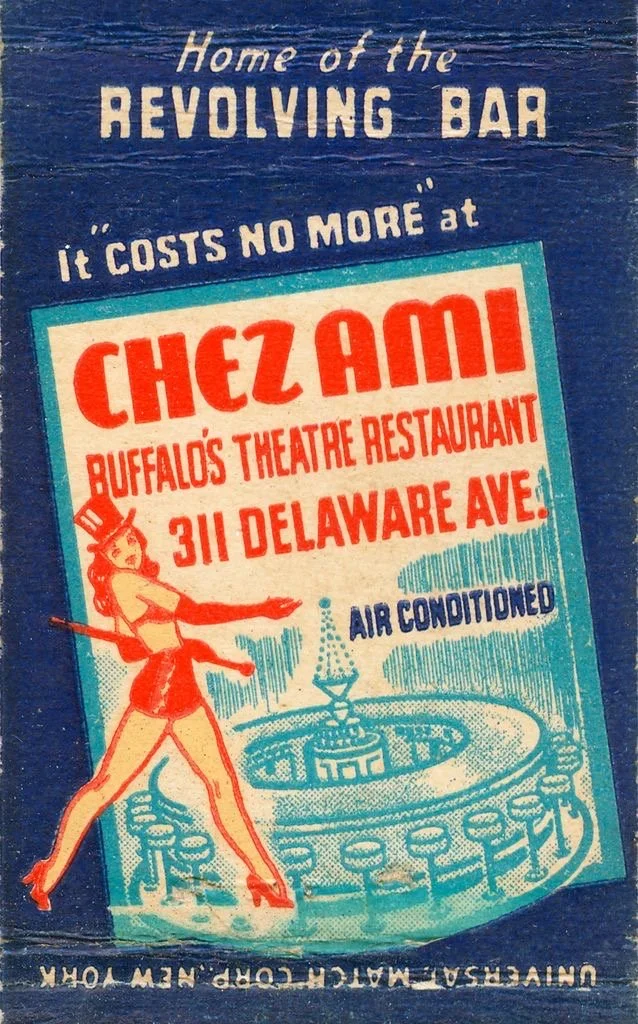 Home of the
REVOLVING BAR
it "COSTS NO MORE" at
CHEZ AMI
BUFFALO'S THEATRE RESTAURANT
311 DELAWARE AVE.
AIR CONDITIONED
UNIVERSAL MATCH CORP., NEW YORK